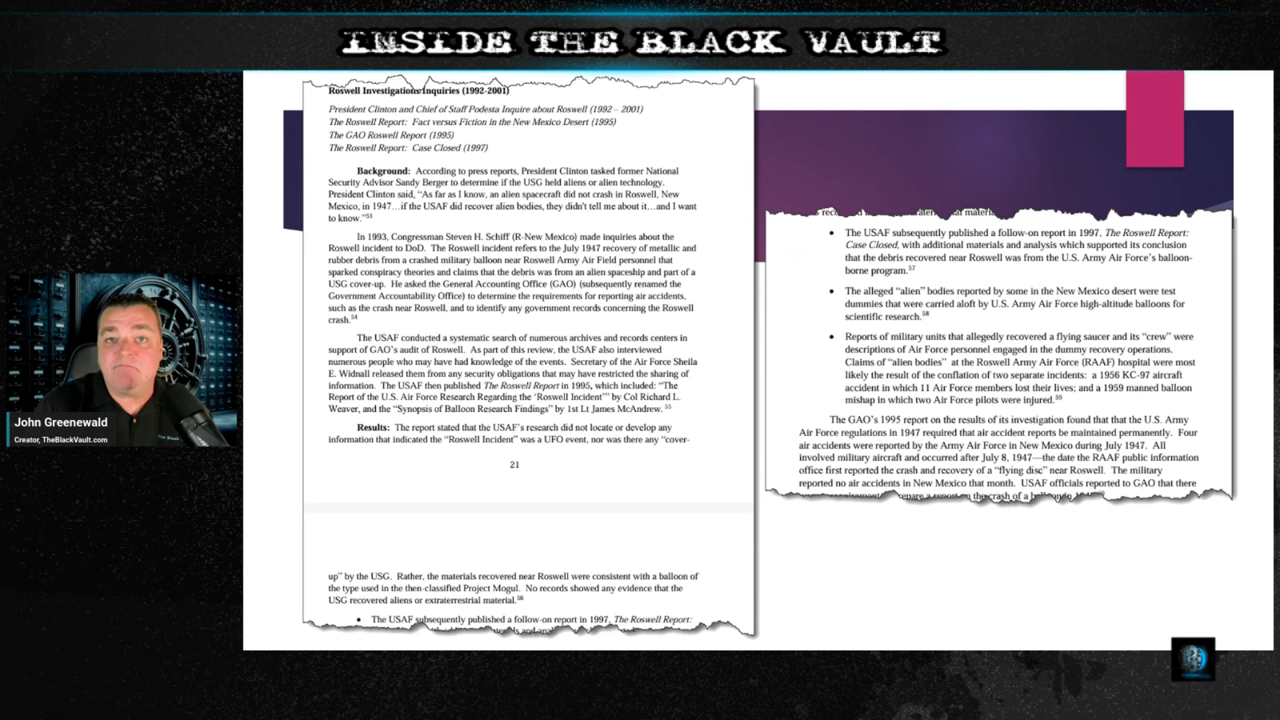 INSIDE THE BLACK VAULT
Roswell Investigations/Inquiries (1992-2001)
President Clinton and Chief of Staff Podesta Inquire about Roswell (1992 – 2001)
The Roswell Report: Fact versus Fiction in the New Mexico Desert (1995)
The GAO Roswell Report (1995)
The Roswell Report: Case Closed (1997)
Background: According to press reports, President Clinton tasked former National
Security Advisor Sandy Berger to determine if the USG held aliens or alien technology.
President Clinton said, “As far as I know, an alien spacecraft did not crash in Roswell, New
Mexico, in 1947…if the USAF did recover alien bodies, they didn't tell me about it…and I want
to know.”53
In 1993, Congressman Steven H. Schiff (R-New Mexico) made inquiries about the
Roswell incident to DoD. The Roswell incident refers to the July 1947 recovery of metallic and
rubber debris from a crashed military balloon near Roswell Army Air Field personnel that
sparked conspiracy theories and claims that the debris was from an alien spaceship and part of a
USG cover-up. He asked the General Accounting Office (GAO) (subsequently renamed the
Government Accountability Office) to determine the requirements for reporting air accidents,
such as the crash near Roswell, and to identify any government records concerning the Roswell
crash.54
The USAF conducted a systematic search of numerous archives and records centers in
support of GAO's audit of Roswell. As part of this review, the USAF also interviewed
numerous people who may have had knowledge of the events. Secretary of the Air Force Sheila
E. Widnall released them from any security obligations that may have restricted the sharing of
information. The USAF then published The Roswell Report in 1995, which included: “The
Report of the U.S. Air Force Research Regarding the ‘Roswell Incident’” by Col Richard L.
Weaver, and the “Synopsis of Balloon Research Findings” by 1st Lt James McAndrew. 55
Results: The report stated that the USAF's research did not locate or develop any
information that indicated the “Roswell Incident” was a UFO event, nor was there any “cover-
21
up” by the USG. Rather, the materials recovered near Roswell were consistent with a balloon of
the type used in the then-classified Project Mogul. No records showed any evidence that the
USG recovered aliens or extraterrestrial material.56
• The USAF subsequently published a follow-on report in 1997, The Roswell Report:
• The USAF subsequently published a follow-on report in 1997, The Roswell Report:
Case Closed, with additional materials and analysis which supported its conclusion
that the debris recovered near Roswell was from the U.S. Army Air Force's balloon-
borne program.57
• The alleged “alien” bodies reported by some in the New Mexico desert were test
dummies that were carried aloft by U.S. Army Air Force high-altitude balloons for
scientific research.58
• Reports of military units that allegedly recovered a flying saucer and its “crew” were
descriptions of Air Force personnel engaged in the dummy recovery operations.
Claims of “alien bodies” at the Roswell Army Air Force (RAAF) hospital were most
likely the result of the conflation of two separate incidents: a 1956 KC-97 aircraft
accident in which 11 Air Force members lost their lives; and a 1959 manned balloon
mishap in which two Air Force pilots were injured.59
The GAO's 1995 report on the results of its investigation found that that the U.S. Army
Air Force regulations in 1947 required that air accident reports be maintained permanently. Four
air accidents were reported by the Army Air Force in New Mexico during July 1947. All
involved military aircraft and occurred after July 8, 1947—the date the RAAF public information
office first reported the crash and recovery of a “flying disc” near Roswell. The military
reported no air accidents in New Mexico that month. USAF officials reported to GAO that there
John Greenewald
Creator, TheBlackVault.com